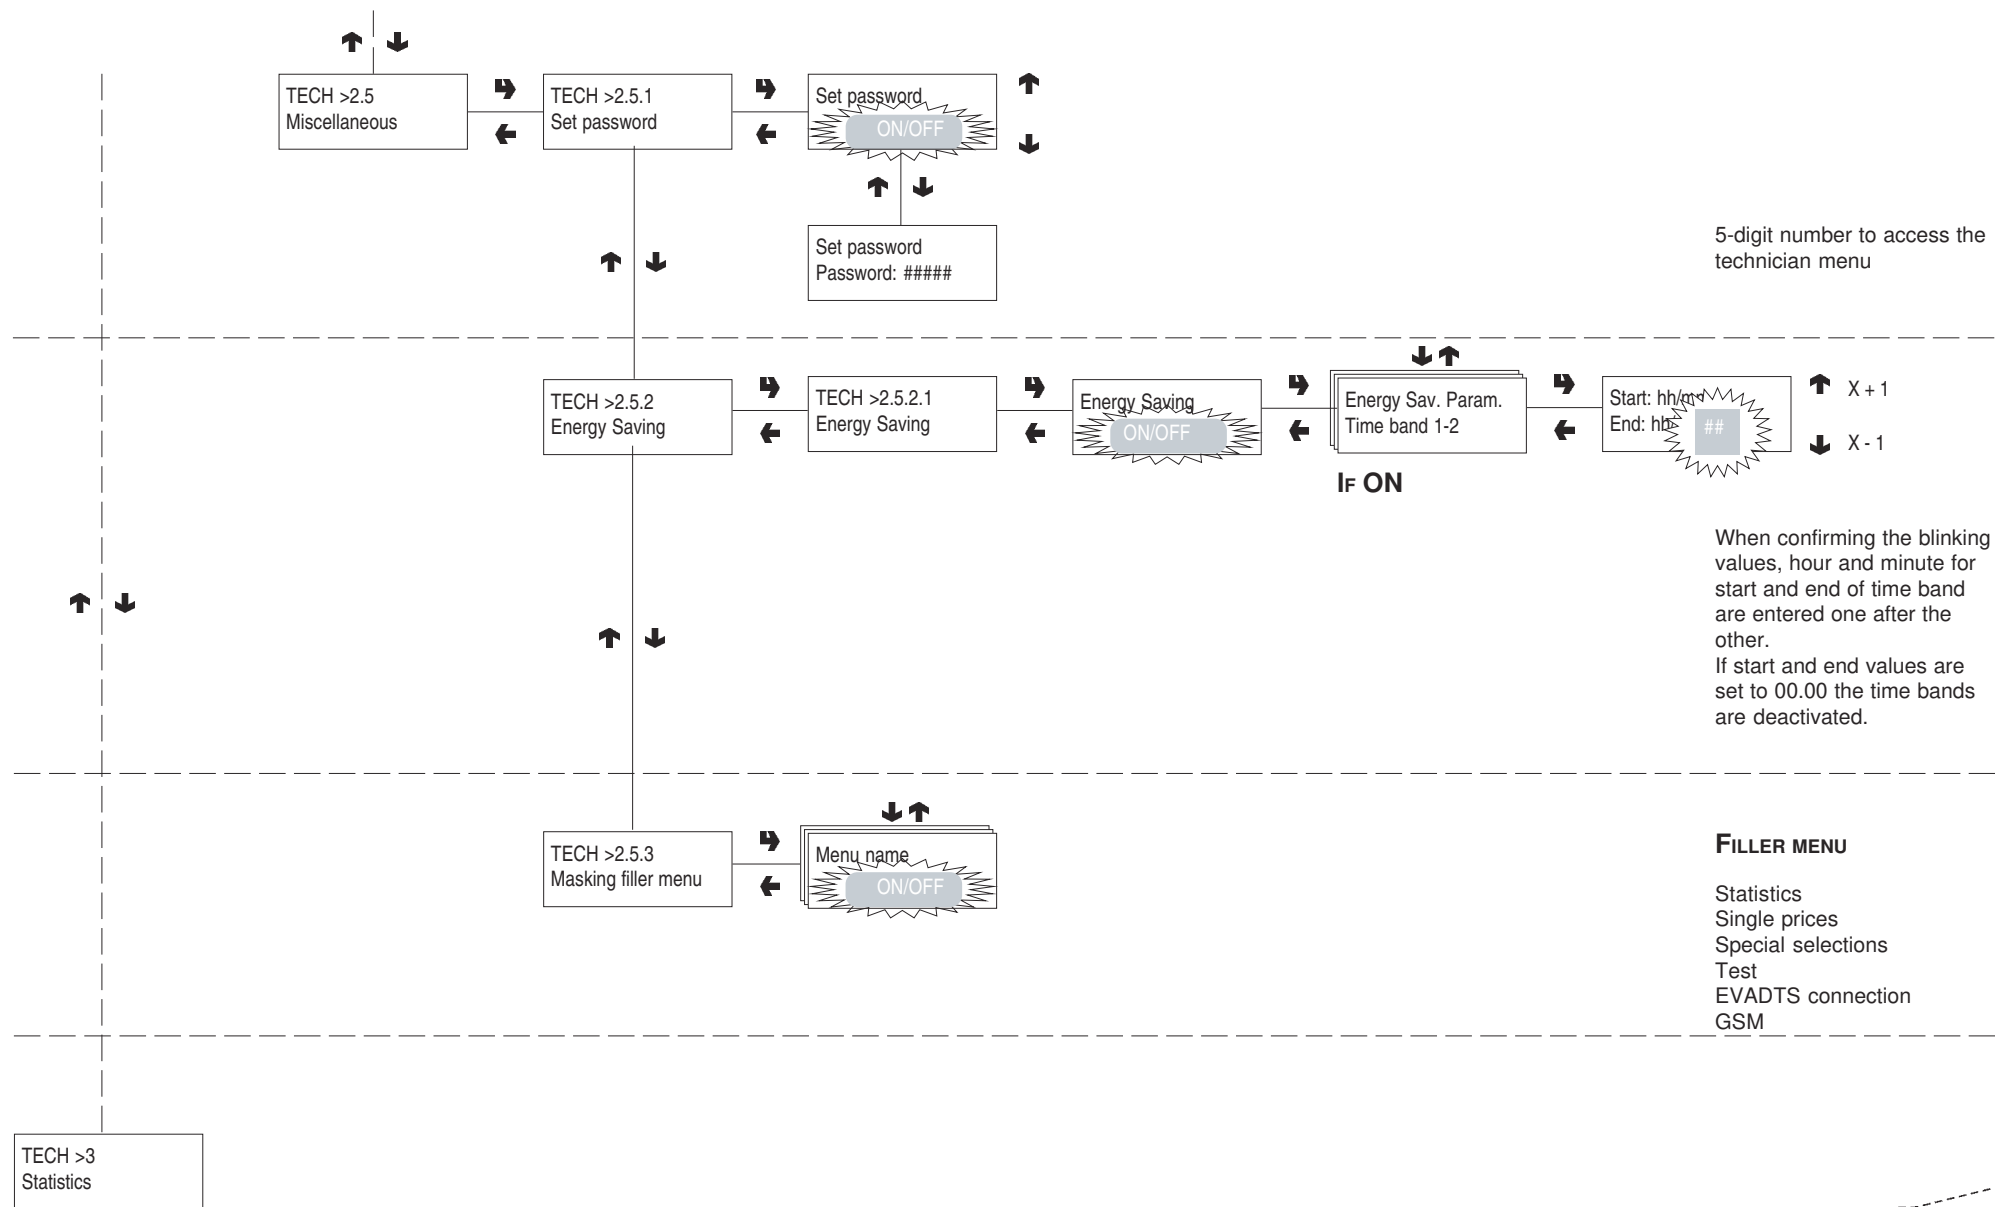 TECH >2.5
Miscellaneous
TECH >2.5.1
Set password
Set password
ON/OFF
Set password
Password: #####
5-digit number to access the
technician menu
TECH >2.5.2
Energy Saving
TECH >2.5.2.1
Energy Saving
Energy Saving
ON/OFF
Energy Sav. Param.
Time band 1-2
IF ON
Start: hh/mm
End: hh
##
X + 1
X - 1
When confirming the blinking
values, hour and minute for
start and end of time band
are entered one after the
other.
If start and end values are
set to 00.00 the time bands
are deactivated.
TECH >2.5.3
Masking filler menu
Menu name
ON/OFF
FILLER MENU
Statistics
Single prices
Special selections
Test
EVADTS connection
GSM
TECH >3
Statistics